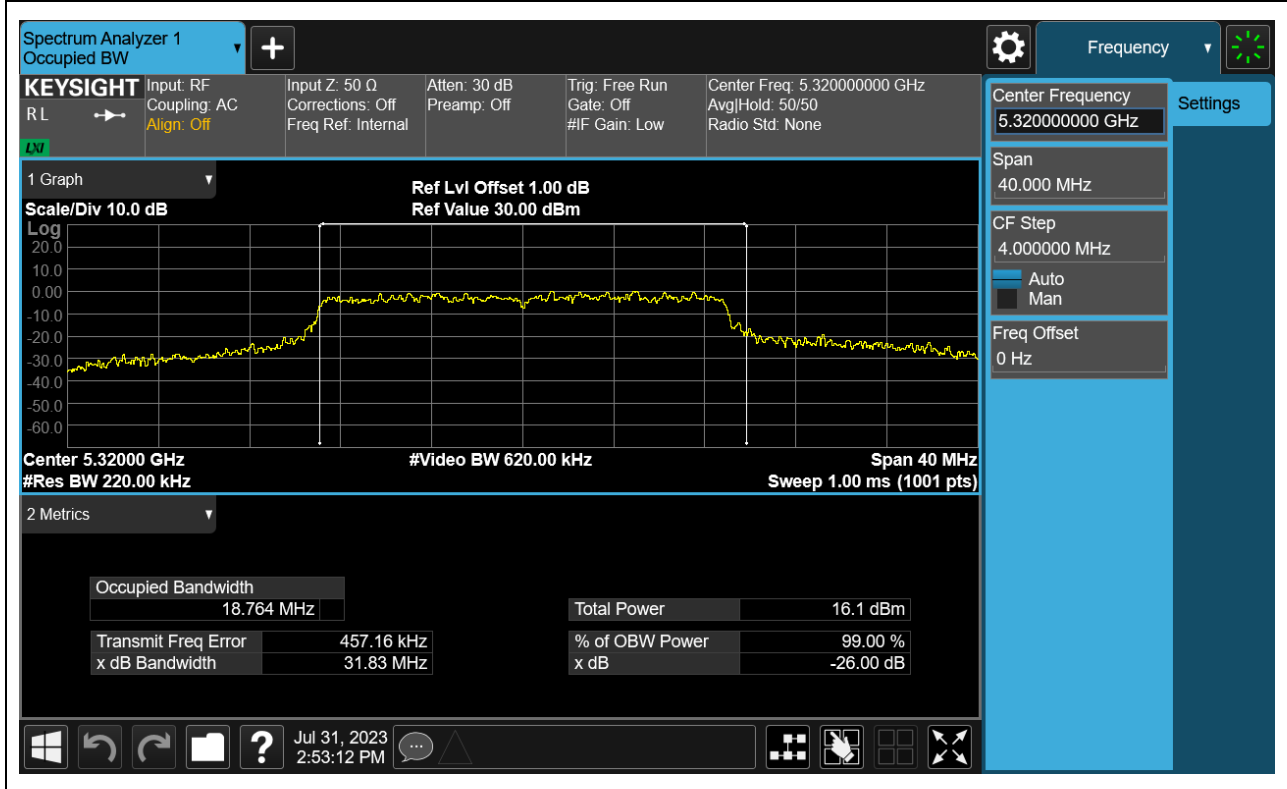 Spectrum Analyzer 1
Occupied BW
Frequency
KEYSIGHT
R L
LXI
Input: RF
Coupling: AC
Align: Off
Input Z: 50 Ω
Corrections: Off
Freq Ref: Internal
Atten: 30 dB
Preamp: Off
Trig: Free Run
Gate: Off
#IF Gain: Low
Center Freq: 5.320000000 GHz
Avg|Hold: 50/50
Radio Std: None
Center Frequency
5.320000000 GHz
Settings
Span
40.000 MHz
CF Step
4.000000 MHz
Auto
Man
Freq Offset
0 Hz
1 Graph
Scale/Div 10.0 dB
Ref Lvl Offset 1.00 dB
Ref Value 30.00 dBm
Log
20.0
10.0
0.00
-10.0
-20.0
-30.0
-40.0
-50.0
-60.0
Center 5.32000 GHz
#Video BW 620.00 kHz
Span 40 MHz
#Res BW 220.00 kHz
Sweep 1.00 ms (1001 pts)
2 Metrics
Occupied Bandwidth
18.764 MHz
Total Power 16.1 dBm
Transmit Freq Error 457.16 kHz
% of OBW Power 99.00 %
x dB Bandwidth 31.83 MHz
x dB -26.00 dB
Jul 31, 2023
2:53:12 PM